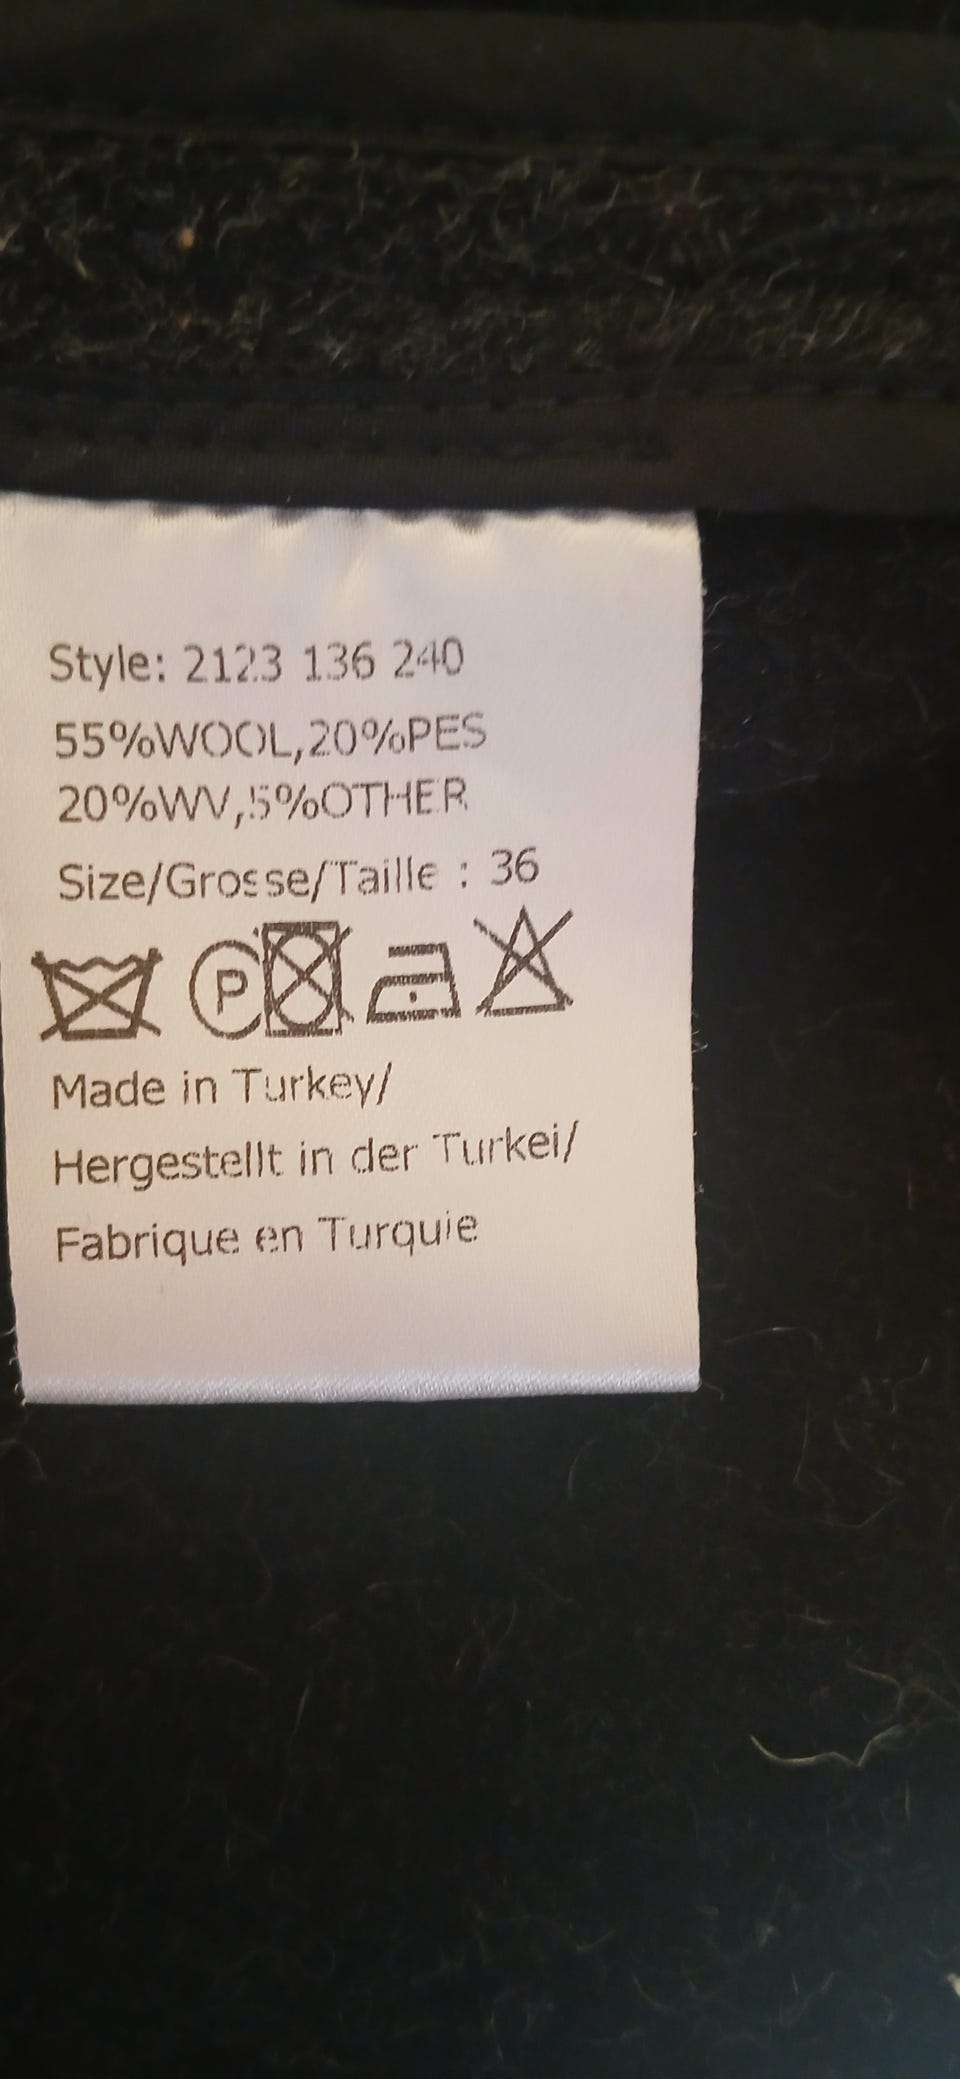 Style: 2123 136 240
55%WOOL,20%PES
20%WV,5%OTHER
Size/Grosse/Taille : 36
P
Made in Turkey/
Hergestellt in der Turkei/
Fabrique en Turquie